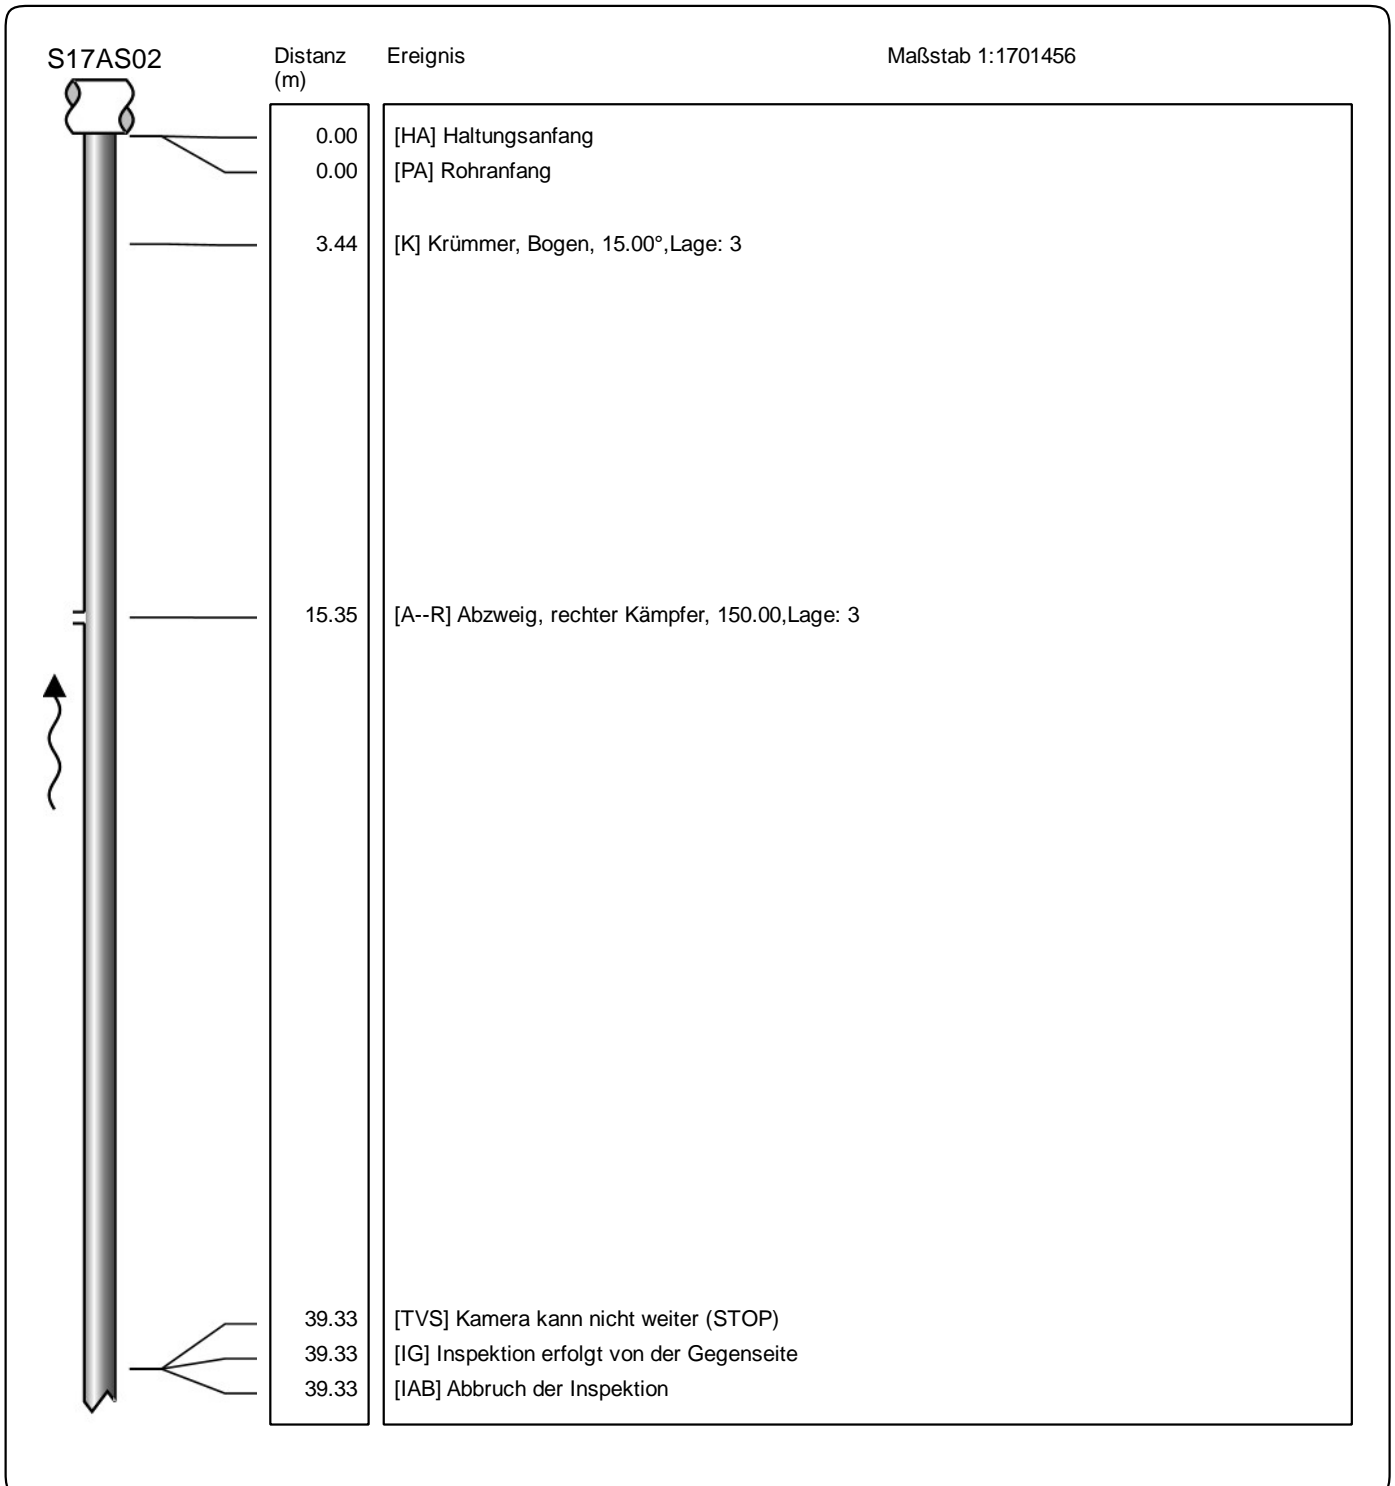 S17AS02
Distanz (m) Ereignis Maßstab 1:1701456
0.00 [HA] Haltungsanfang
0.00 [PA] Rohranfang
3.44 [K] Krümmer, Bogen, 15.00°,Lage: 3
15.35 [A--R] Abzweig, rechter Kämpfer, 150.00,Lage: 3
39.33 [TVS] Kamera kann nicht weiter (STOP)
39.33 [IG] Inspektion erfolgt von der Gegenseite
39.33 [IAB] Abbruch der Inspektion